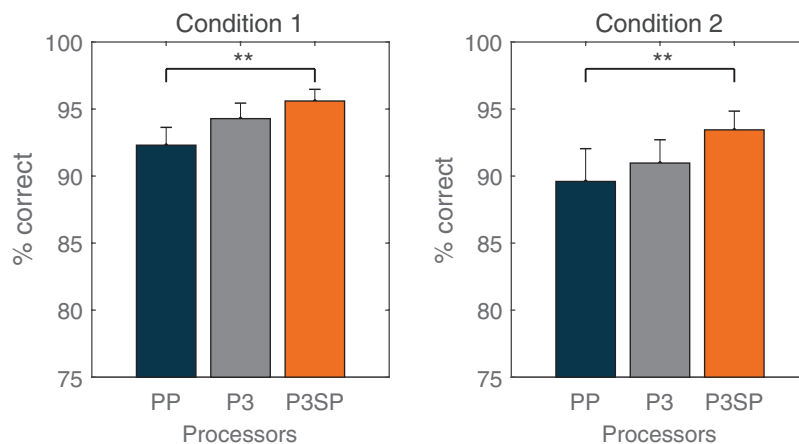 Condition 1
**
100
95
90
85
80
75
% correct
PP P3 P3SP
Processors
Condition 2
**
100
95
90
85
80
75
% correct
PP P3 P3SP
Processors